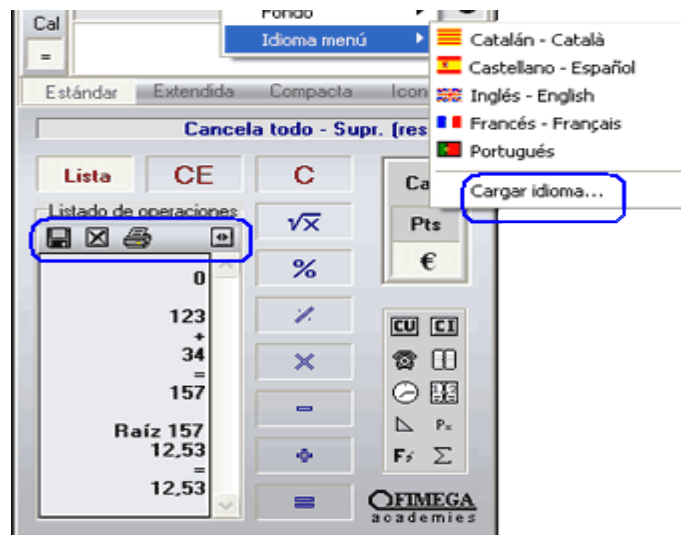 Cal
Fondo
=
Idioma menú
Catalán - Català
Castellano - Español
Inglés - English
Francés - Français
Portugués
Cargar idioma...
Estándar Extendida Compacta Icon
Cancela todo - Supr. (res
Lista CE C Ca
Listado de operaciones
√x Pts
% €
0
123
+
34
=
157
Raíz 157
12,53
=
12,53
CU CI
Px
Σ
OFIMEGA
academies